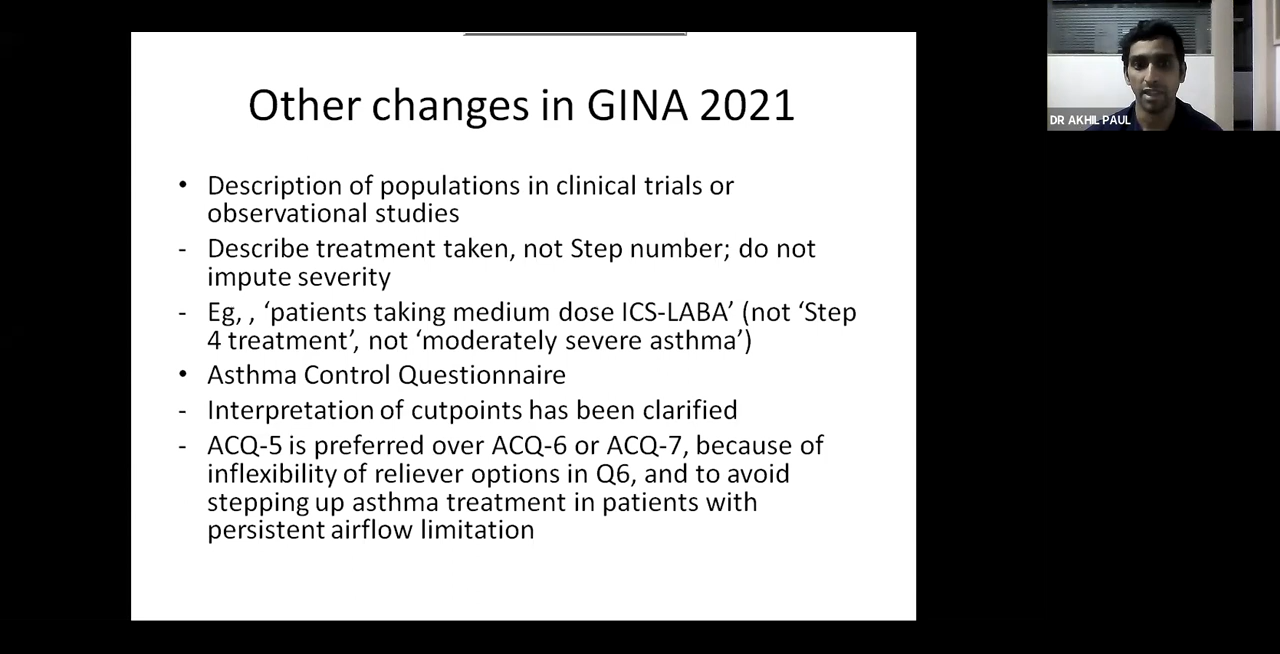 Other changes in GINA 2021
• Description of populations in clinical trials or
observational studies
- Describe treatment taken, not Step number; do not
impute severity
- Eg, , ‘patients taking medium dose ICS-LABA’ (not ‘Step
4 treatment’, not ‘moderately severe asthma’)
• Asthma Control Questionnaire
- Interpretation of cutpoints has been clarified
- ACQ-5 is preferred over ACQ-6 or ACQ-7, because of
inflexibility of reliever options in Q6, and to avoid
stepping up asthma treatment in patients with
persistent airflow limitation
DR AKHIL PAUL